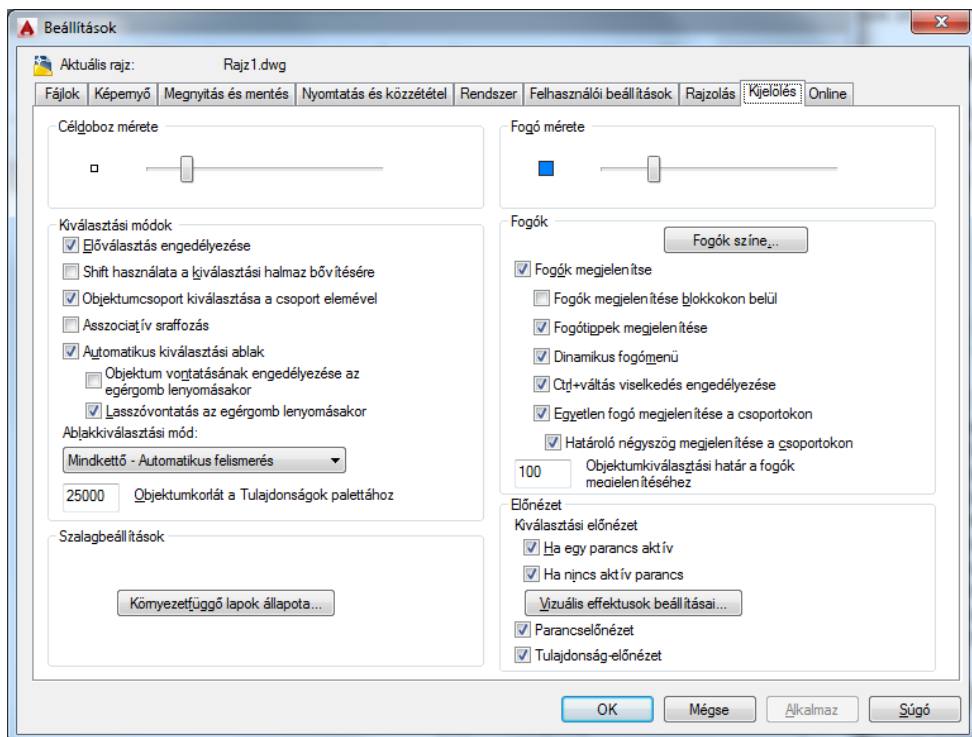 Beállítások
Aktuális rajz: Rajz1.dwg
Fájlok Képernyő Megnyitás és mentés Nyomtatás és közzététel Rendszer Felhasználói beállítások Rajzolás Kijelölés Online
Céldoboz mérete
Kiválasztási módok
Előválasztás engedélyezése
Shift használata a kiválasztási halmaz bővítésére
Objektumcsoport kiválasztása a csoport elemével
Asszociatív sraffozás
Automatikus kiválasztási ablak
Objektum vontatásának engedélyezése az
egérgomb lenyomásakor
Lasszóvontatás az egérgomb lenyomásakor
Ablakkiválasztási mód:
Mindkettő - Automatikus felismerés
25000 Objektumkorlát a Tulajdonságok palettához
Szalagbeállítások
Környezetfüggő lapok állapota...
Fogó mérete
Fogók
Fogók színe...
Fogók megjelenítse
Fogók megjelenítése blokkokon belül
Fogótippek megjelenítése
Dinamikus fogómenü
Ctrl+váltás viselkedés engedélyezése
Egyetlen fogó megjelenítése a csoportokon
Határoló négyszög megjelenítése a csoportokon
100 Objektumkiválasztási határ a fogók
megjelenítéséhez
Előnézet
Kiválasztási előnézet
Ha egy parancs aktív
Ha nincs aktív parancs
Vizuális effektusok beállításai...
Parancselőnézet
Tulajdonság-előnézet
OK Mégse Alkalmaz Súgó